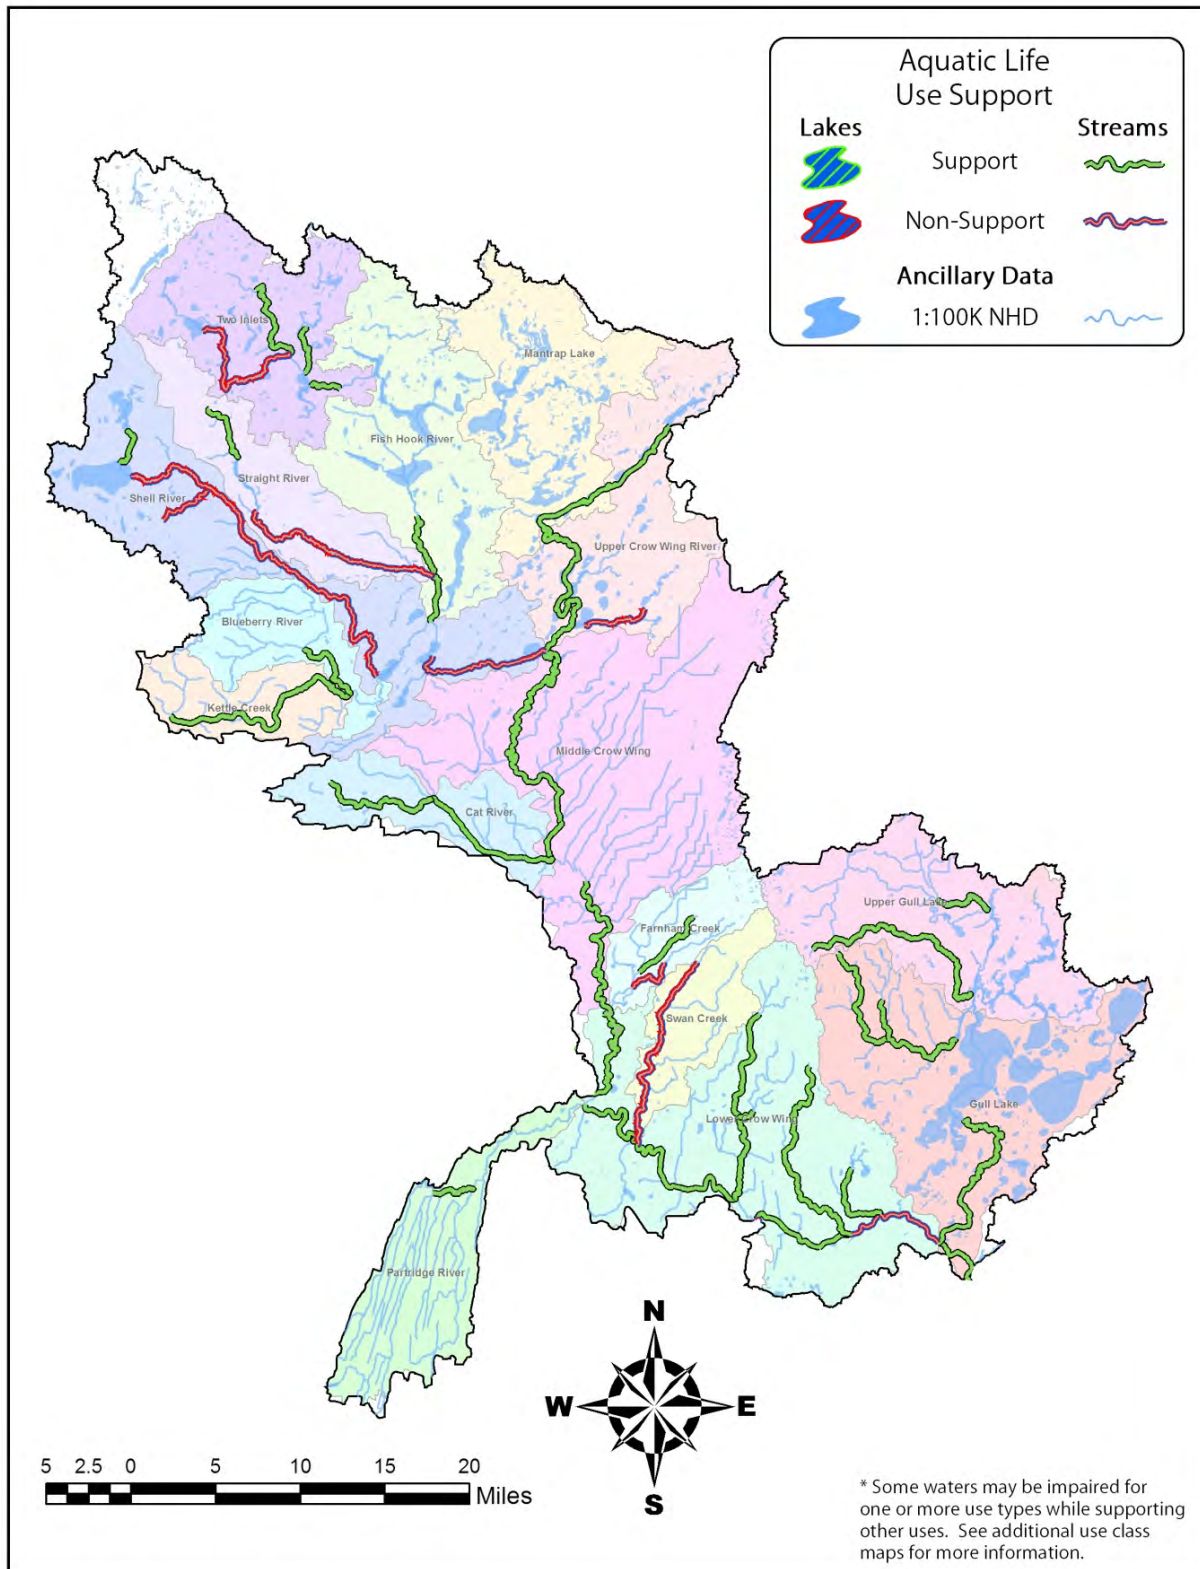 Aquatic Life
Use Support
Lakes
Streams
Support
Non-Support
Ancillary Data
1:100K NHD
Two Inlets
Mantrap Lake
Fish Hook River
Straight River
Shell River
Upper Crow Wing River
Blueberry River
Kettle Creek
Middle Crow Wing
Cat River
Upper Gull Lake
Farnham Creek
Swan Creek
Gull Lake
Lower Crow Wing
Partridge River
N
W
E
S
5 2.5 0 5 10 15 20
Miles
* Some waters may be impaired for
one or more use types while supporting
other uses. See additional use class
maps for more information.